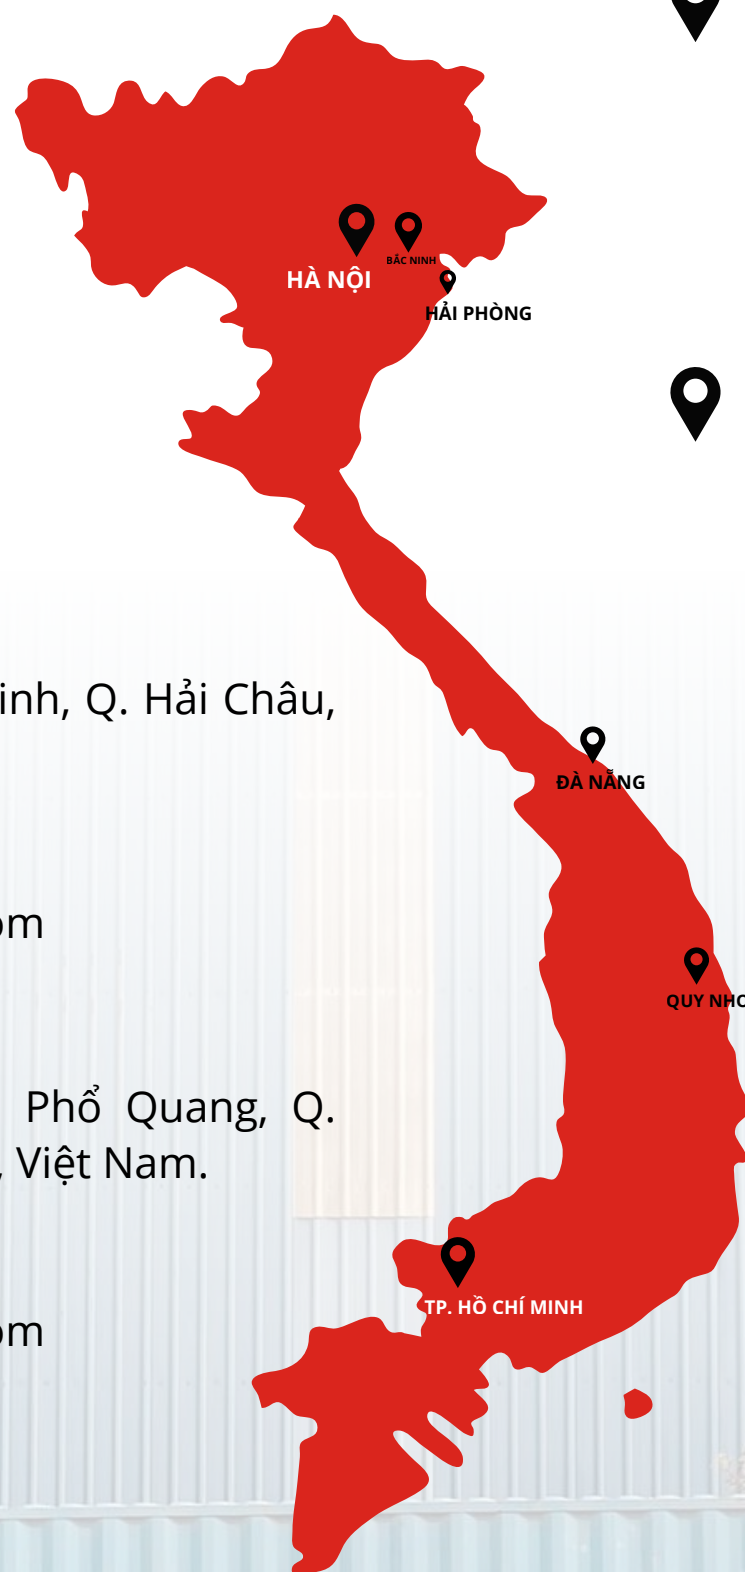 HÀ NỘI
BẮC NINH
HẢI PHÒNG
inh, Q. Hải Châu,
ĐÀ NẴNG
om
QUY NHO
Phổ Quang, Q.
, Việt Nam.
TP. HỒ CHÍ MINH
om